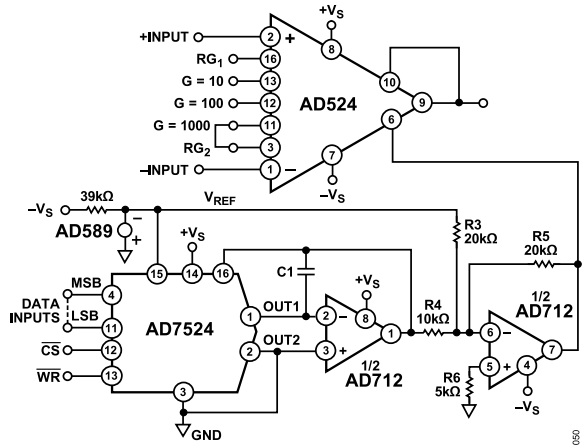 +INPUT
2
+
+VS
8
RG1
16
10
G = 10
13
G = 100
12
AD524
9
G = 1000
11
6
RG2
3
7
–INPUT
1
–
–VS
39kΩ
–VS
VREF
–
AD589
+
+VS
R3
20kΩ
R5
20kΩ
15
14
16
C1
+VS
MSB
4
OUT1
R4
10kΩ
1/2
AD712
DATA
INPUTS
LSB
11
AD7524
1
2
–
8
1
6
–
7
CS
12
OUT2
2
3
+
5
+
4
WR
13
1/2
AD712
R6
5kΩ
–VS
3
GND
050